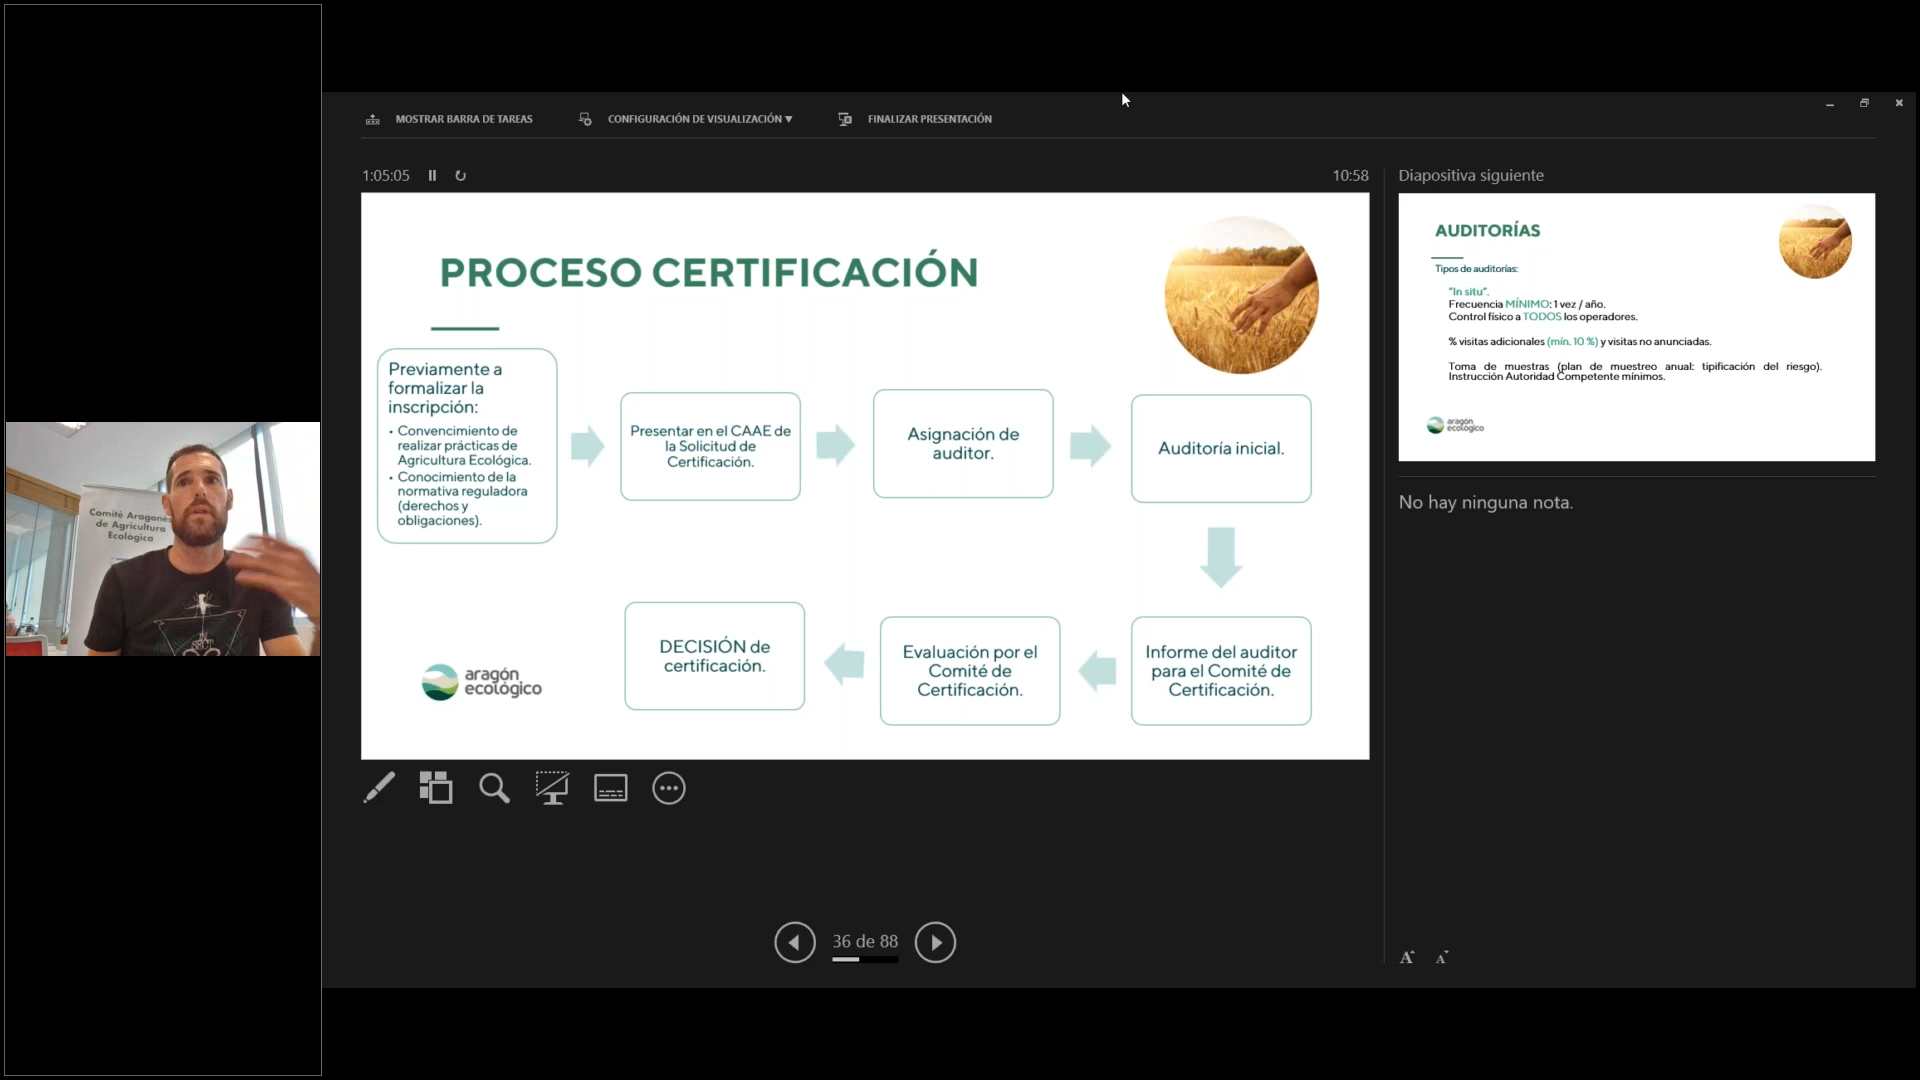 MOSTRAR BARRA DE TAREAS
CONFIGURACIÓN DE VISUALIZACIÓN ▼
FINALIZAR PRESENTACIÓN
1:05:05
10:58
Diapositiva siguiente
PROCESO CERTIFICACIÓN
Previamente a
formalizar la
inscripción:
• Convencimiento de
realizar prácticas de
Agricultura Ecológica.
• Conocimiento de la
normativa reguladora
(derechos y
obligaciones).
Presentar en el CAAE de
la Solicitud de
Certificación.
Asignación de
auditor.
Auditoría inicial.
Informe del auditor
para el Comité de
Certificación.
Evaluación por el
Comité de
Certificación.
DECISIÓN de
certificación.
aragón
ecológico
AUDITORÍAS
Tipos de auditorías:
"In situ".
Frecuencia MÍNIMO: 1 vez / año.
Control físico a TODOS los operadores.
% visitas adicionales (mín. 10 %) y visitas no anunciadas.
Toma de muestras (plan de muestreo anual: tipificación del riesgo).
Instrucción Autoridad Competente mínimos.
aragón
ecológico
No hay ninguna nota.
Comité Aragonés
de Agricultura
Ecológica
36 de 88
A A